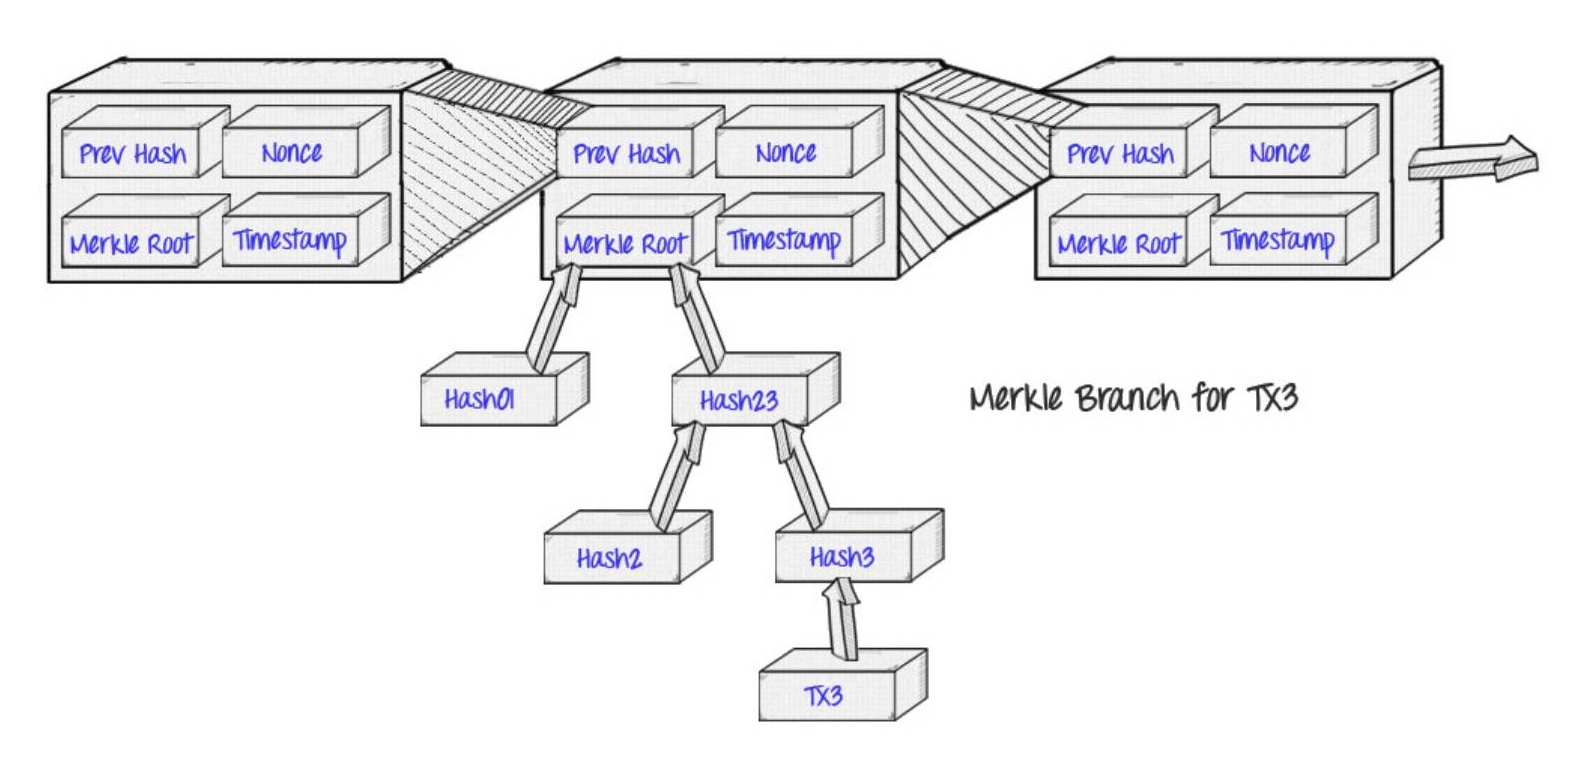 Prev Hash Nonce
Merkle Root Timestamp
Prev Hash Nonce
Merkle Root Timestamp
Prev Hash Nonce
Merkle Root Timestamp
Hash01
Hash23
Merkle Branch for TX3
Hash2
Hash3
TX3